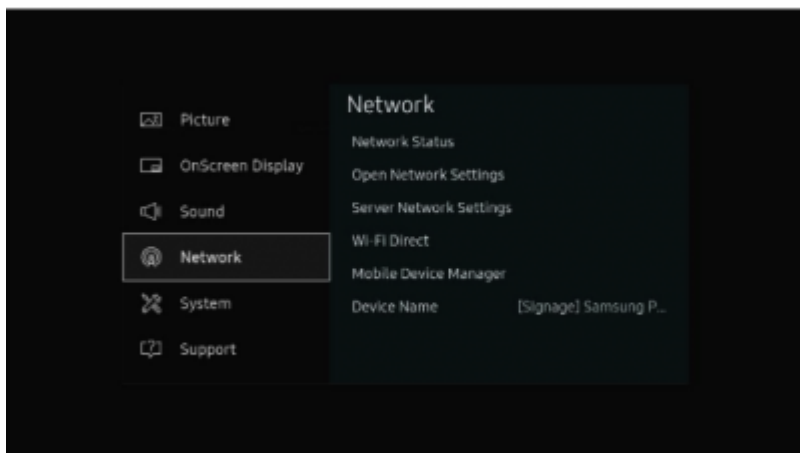 Picture
OnScreen Display
Sound
Network
System
Support
Network
Network Status
Open Network Settings
Server Network Settings
Wi-Fi Direct
Mobile Device Manager
Device Name [Signage] Samsung P...